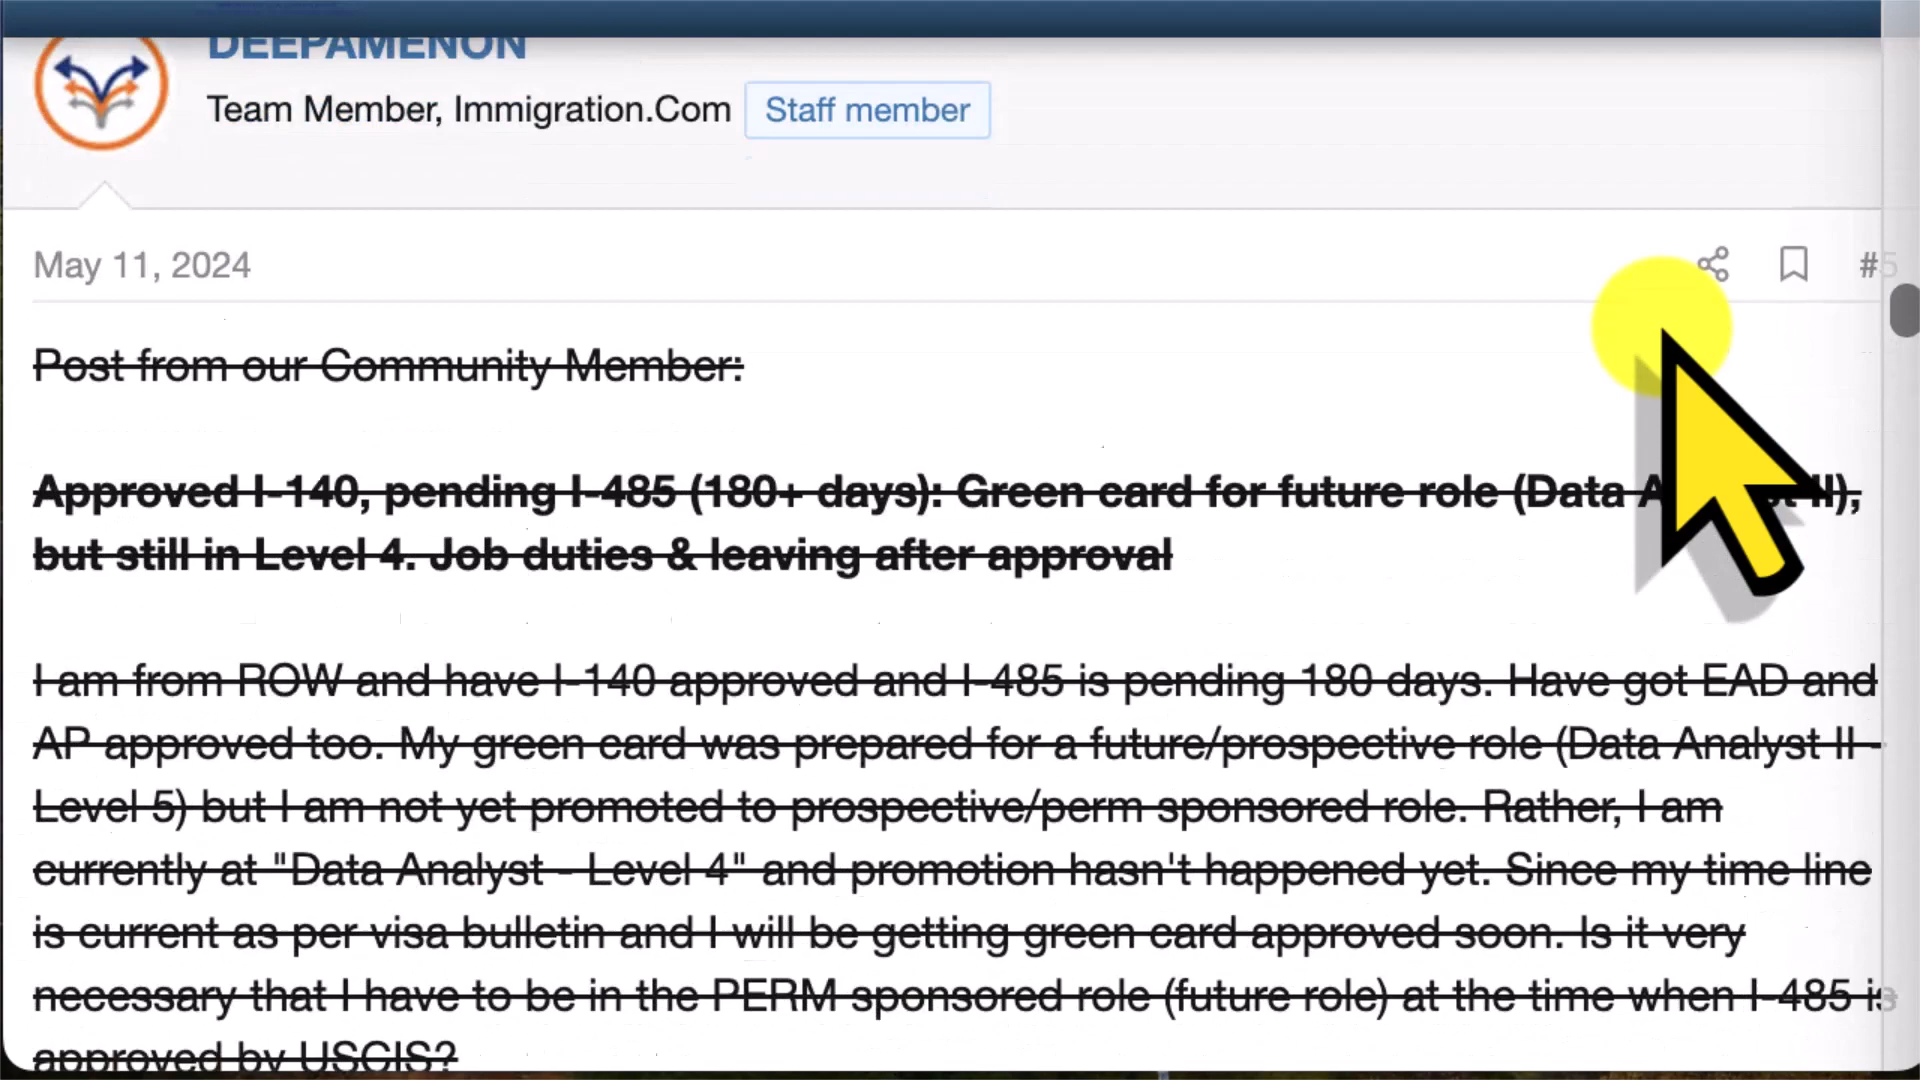 DEEPAMENON
Team Member, Immigration.Com Staff member
May 11, 2024 #5
Post from our Community Member:
Approved I-140, pending I-485 (180+ days): Green card for future role (Data II),
but still in Level 4. Job duties & leaving after approval
I am from ROW and have I-140 approved and I-485 is pending 180 days. Have got EAD and
AP approved too. My green card was prepared for a future/prospective role (Data Analyst II -
Level 5) but I am not yet promoted to prospective/perm sponsored role. Rather, I am
currently at "Data Analyst - Level 4" and promotion hasn't happened yet. Since my time line
is current as per visa bulletin and I will be getting green card approved soon. Is it very
necessary that I have to be in the PERM sponsored role (future role) at the time when I-485 is
approved by USCIS?